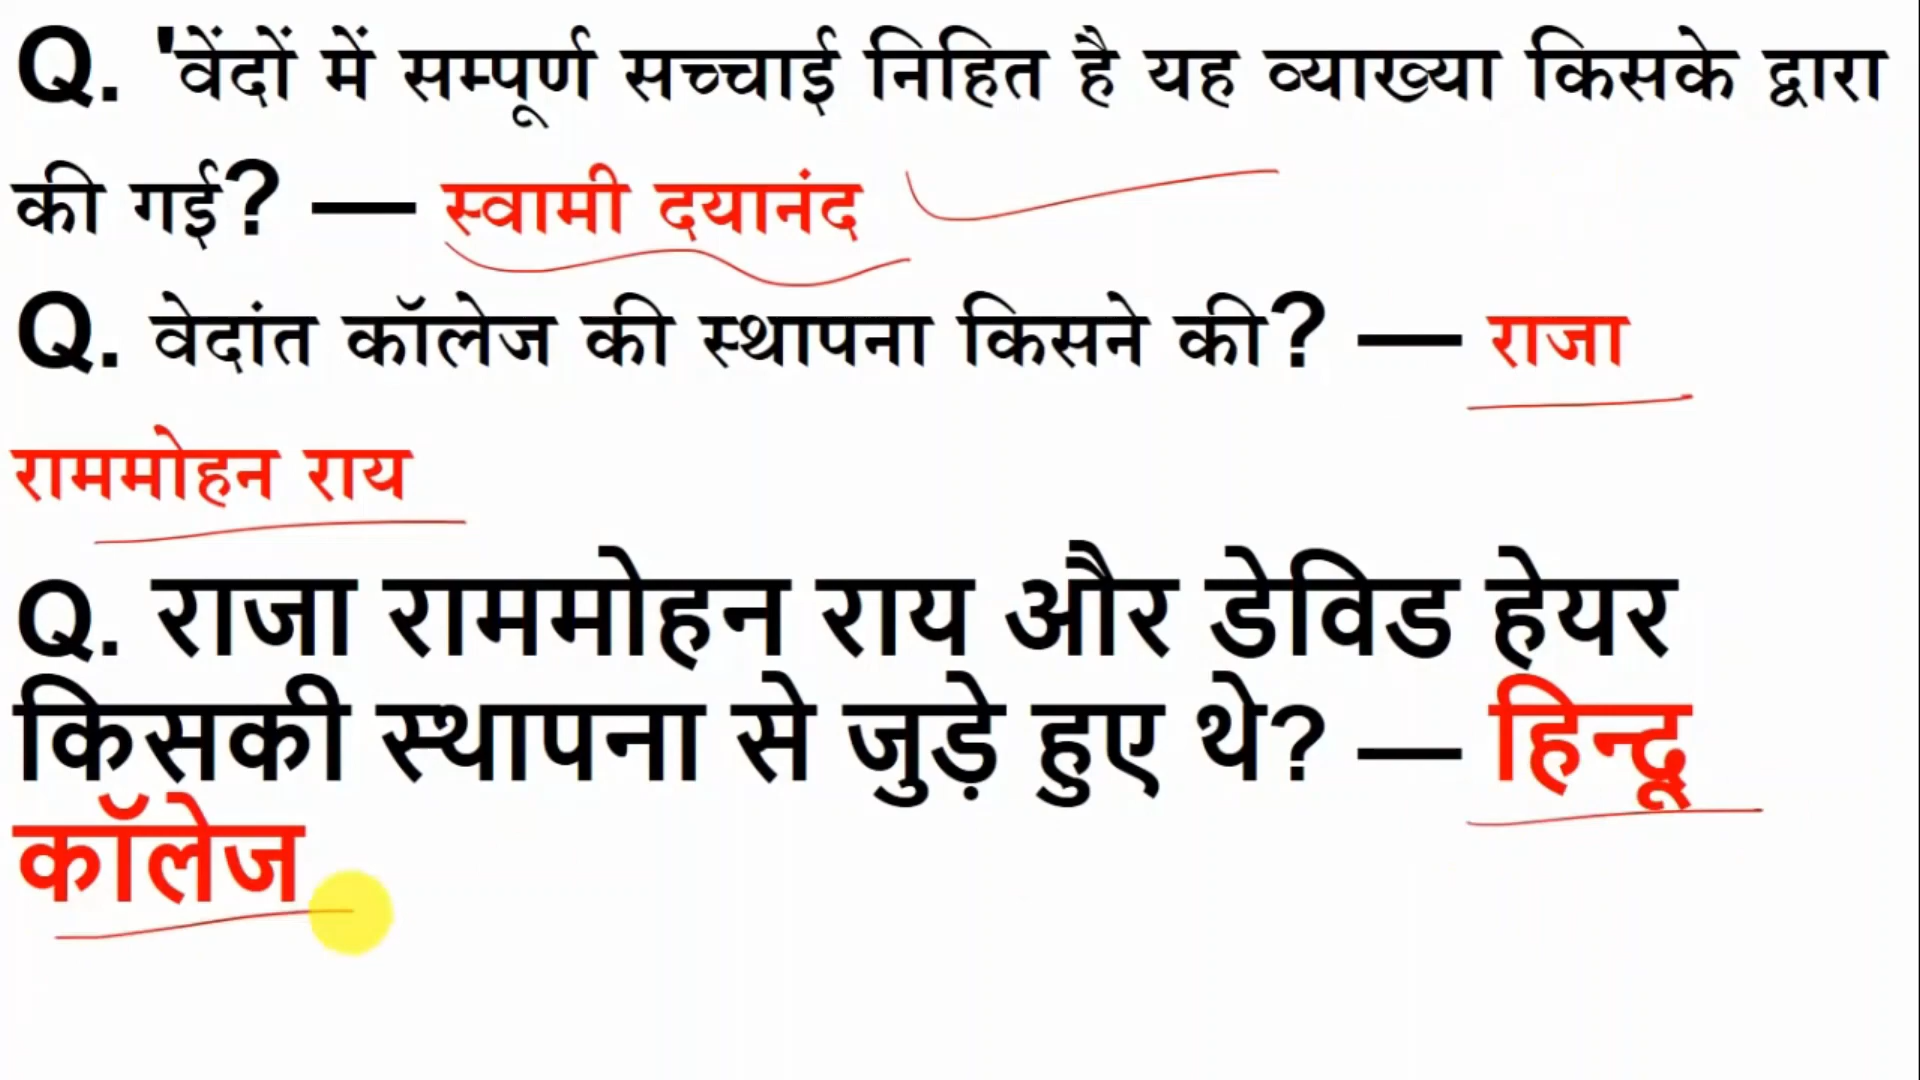 Q. 'वेंदों में सम्पूर्ण सच्चाई निहित है यह व्याख्या किसके द्वारा
की गई? — स्वामी दयानंद
Q. वेदांत कॉलेज की स्थापना किसने की? — राजा
राममोहन राय
Q. राजा राममोहन राय और डेविड हेयर
किसकी स्थापना से जुड़े हुए थे? — हिन्दू
कॉलेज